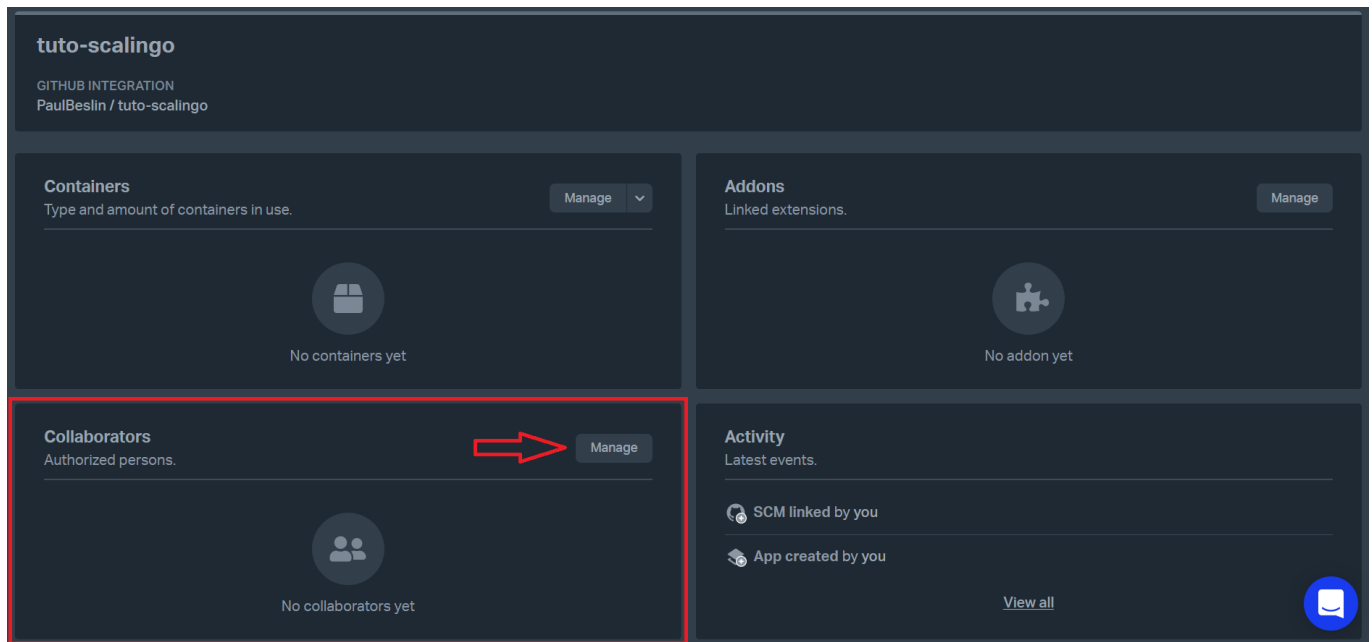 tuto-scalingo
GITHUB INTEGRATION
PaulBeslin / tuto-scalingo
Containers
Type and amount of containers in use.
Manage
No containers yet
Addons
Linked extensions.
Manage
No addon yet
Collaborators
Authorized persons.
Manage
No collaborators yet
Activity
Latest events.
SCM linked by you
App created by you
View all